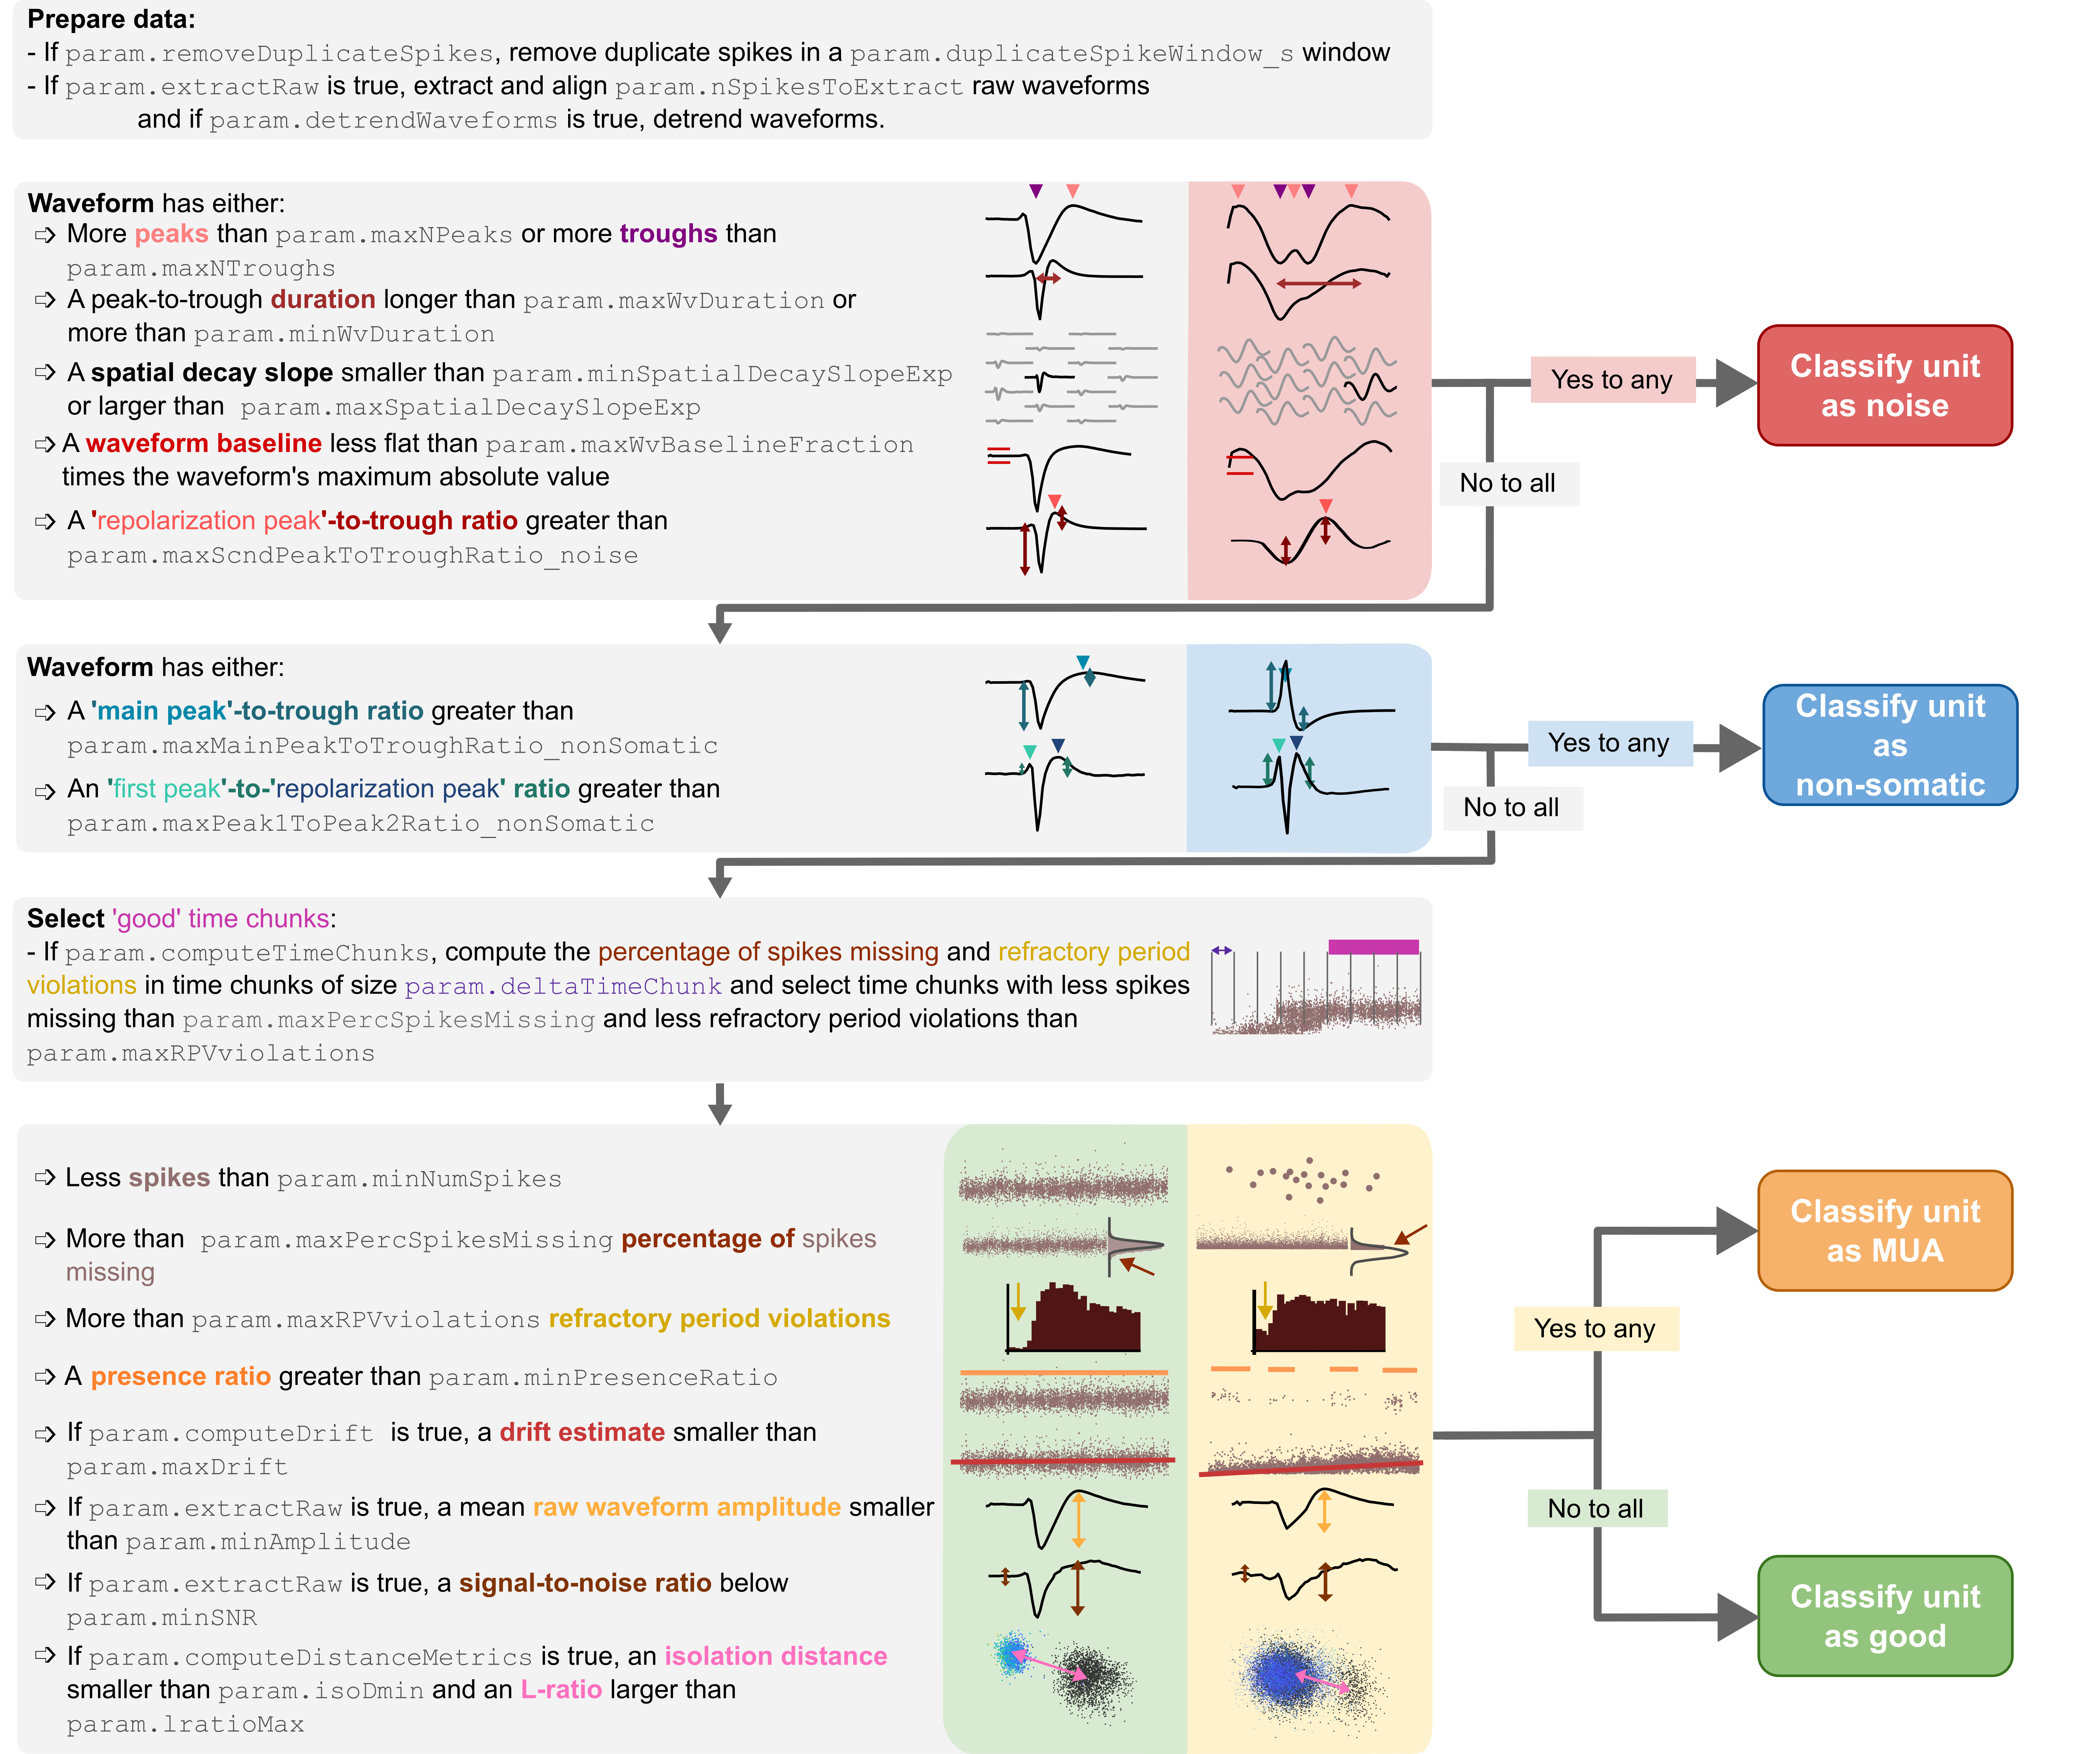 Prepare data:
- If param.removeDuplicateSpikes, remove duplicate spikes in a param.duplicateSpikeWindow_s window
- If param.extractRaw is true, extract and align param.nSpikesToExtract raw waveforms
and if param.detrendWaveforms is true, detrend waveforms.
Waveform has either:
➩ More peaks than param.maxNPeaks or more troughs than
param.maxNTroughs
➩ A peak-to-trough duration longer than param.maxWvDuration or
more than param.minWvDuration
➩ A spatial decay slope smaller than param.minSpatialDecaySlopeExp
or larger than param.maxSpatialDecaySlopeExp
➩ A waveform baseline less flat than param.maxWvBaselineFraction
times the waveform's maximum absolute value
➩ A 'repolarization peak'-to-trough ratio greater than
param.maxScndPeakToTroughRatio_noise
Yes to any
Classify unit
as noise
No to all
Waveform has either:
➩ A 'main peak'-to-trough ratio greater than
param.maxMainPeakToTroughRatio_nonSomatic
➩ An 'first peak'-to-'repolarization peak' ratio greater than
param.maxPeak1ToPeak2Ratio_nonSomatic
Yes to any
Classify unit
as
non-somatic
No to all
Select 'good' time chunks:
- If param.computeTimeChunks, compute the percentage of spikes missing and refractory period
violations in time chunks of size param.deltaTimeChunk and select time chunks with less spikes
missing than param.maxPercSpikesMissing and less refractory period violations than
param.maxRPVviolations
➩ Less spikes than param.minNumSpikes
➩ More than param.maxPercSpikesMissing percentage of spikes
missing
➩ More than param.maxRPVviolations refractory period violations
➩ A presence ratio greater than param.minPresenceRatio
➩ If param.computeDrift is true, a drift estimate smaller than
param.maxDrift
➩ If param.extractRaw is true, a mean raw waveform amplitude smaller
than param.minAmplitude
➩ If param.extractRaw is true, a signal-to-noise ratio below
param.minSNR
➩ If param.computeDistanceMetrics is true, an isolation distance
smaller than param.isoDmin and an L-ratio larger than
param.lratioMax
Classify unit
as MUA
Yes to any
No to all
Classify unit
as good